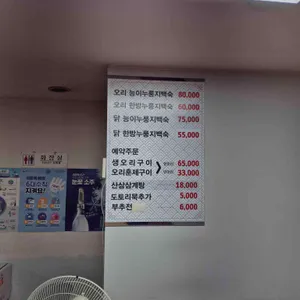 오리 능이누룽지백숙 80,000
오리 한방누룽지백숙 60,000
닭 능이누룽지백숙 75,000
닭 한방누룽지백숙 55,000
예약주문
생오리구이 65,000
오리훈제구이 33,000
산삼삼계탕 18,000
도토리묵추가 5,000
부추전 6,000
화장실